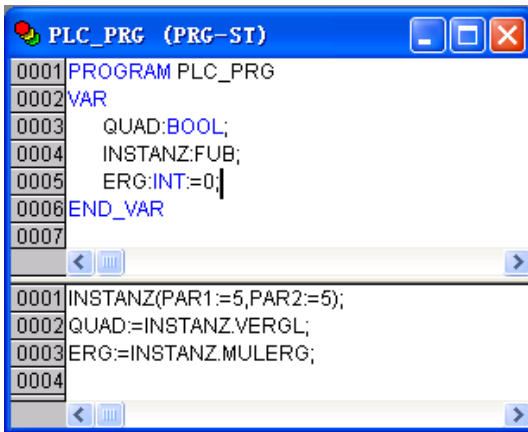 PLC_PRG (PRG-ST)
0001 PROGRAM PLC_PRG
0002 VAR
0003 QUAD:BOOL;
0004 INSTANZ:FUB;
0005 ERG:INT:=0;
0006 END_VAR
0007
0001 INSTANZ(PAR1:=5,PAR2:=5);
0002 QUAD:=INSTANZ.VERGL;
0003 ERG:=INSTANZ.MULERG;
0004